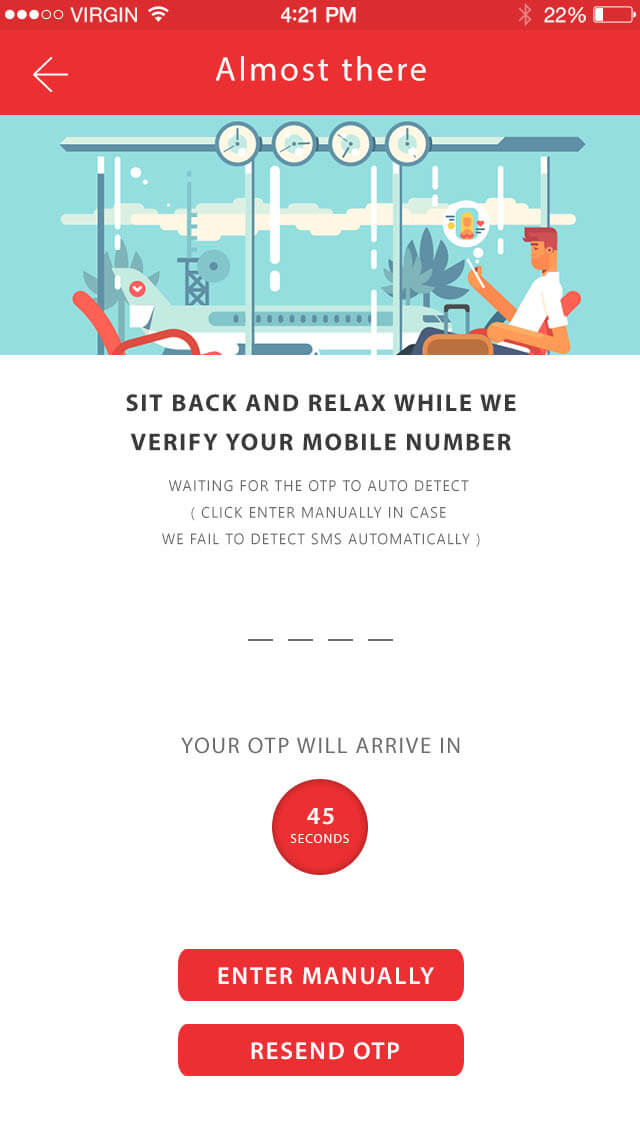 VIRGIN 4:21 PM 22%
Almost there
SIT BACK AND RELAX WHILE WE
VERIFY YOUR MOBILE NUMBER
WAITING FOR THE OTP TO AUTO DETECT
( CLICK ENTER MANUALLY IN CASE
WE FAIL TO DETECT SMS AUTOMATICALLY )
YOUR OTP WILL ARRIVE IN
45
SECONDS
ENTER MANUALLY
RESEND OTP